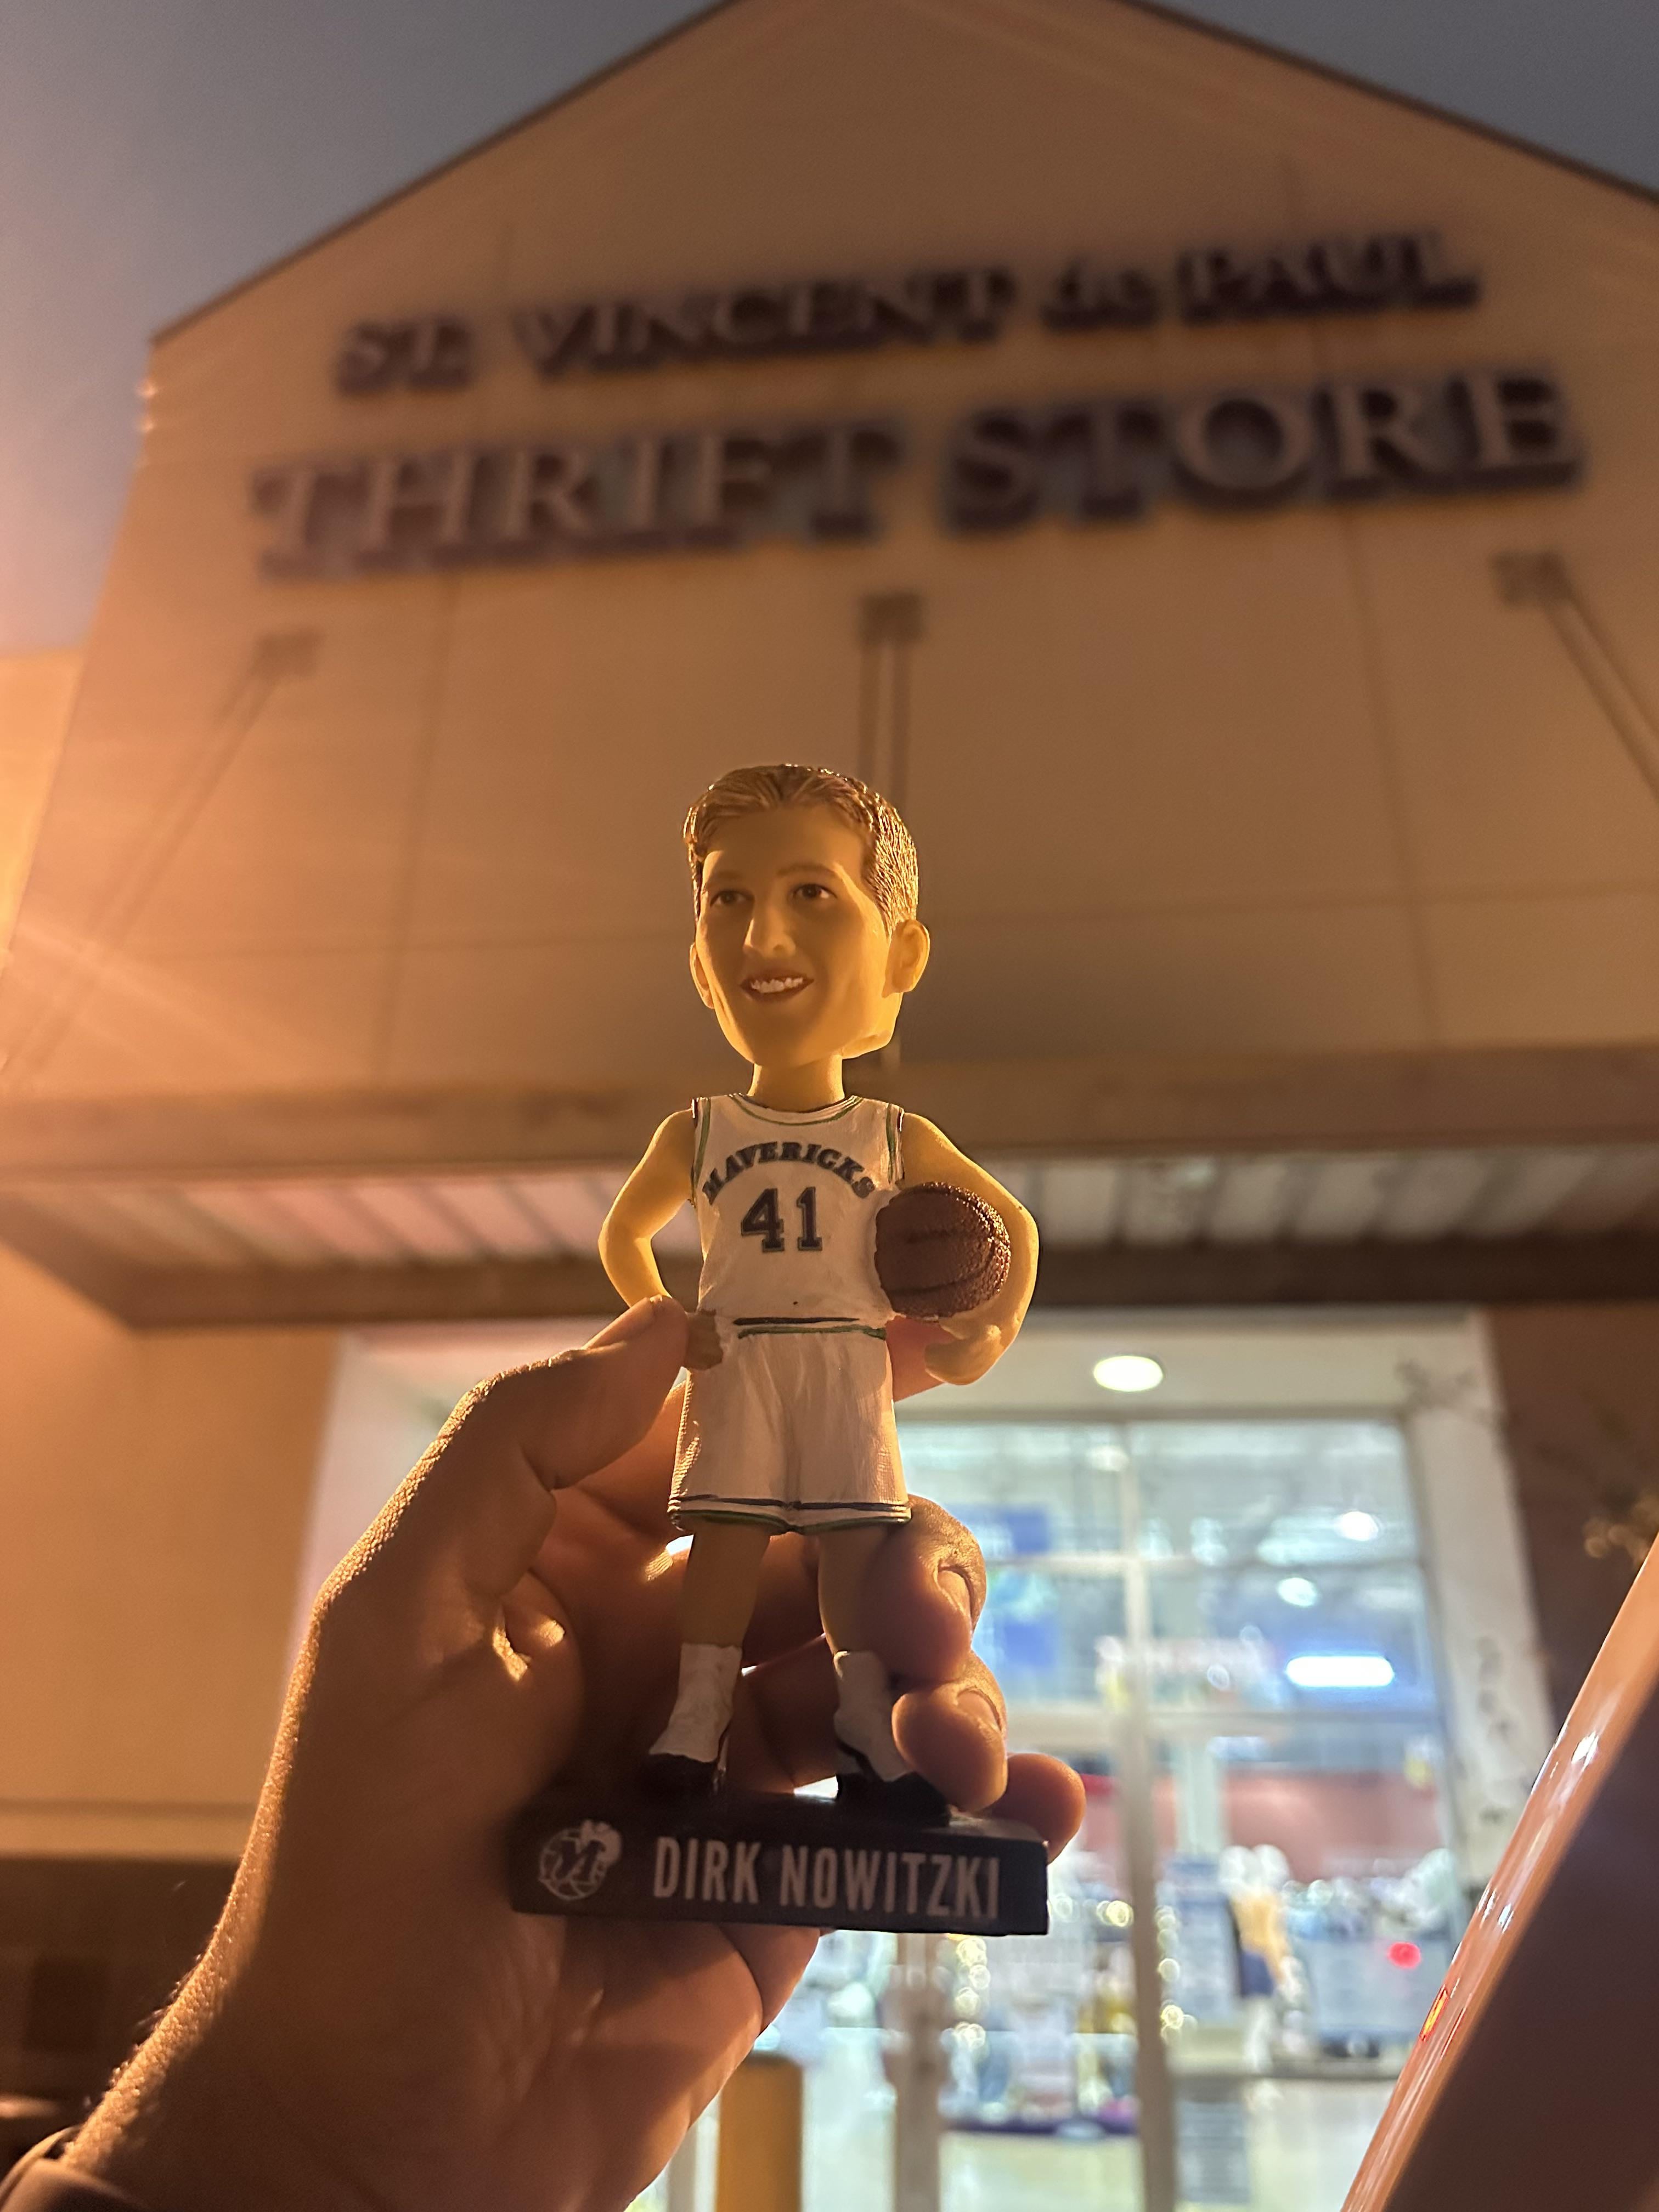 ST. VINCENT de PAUL
THRIFT STORE
MAVERICKS
41
DIRK NOWITZKI